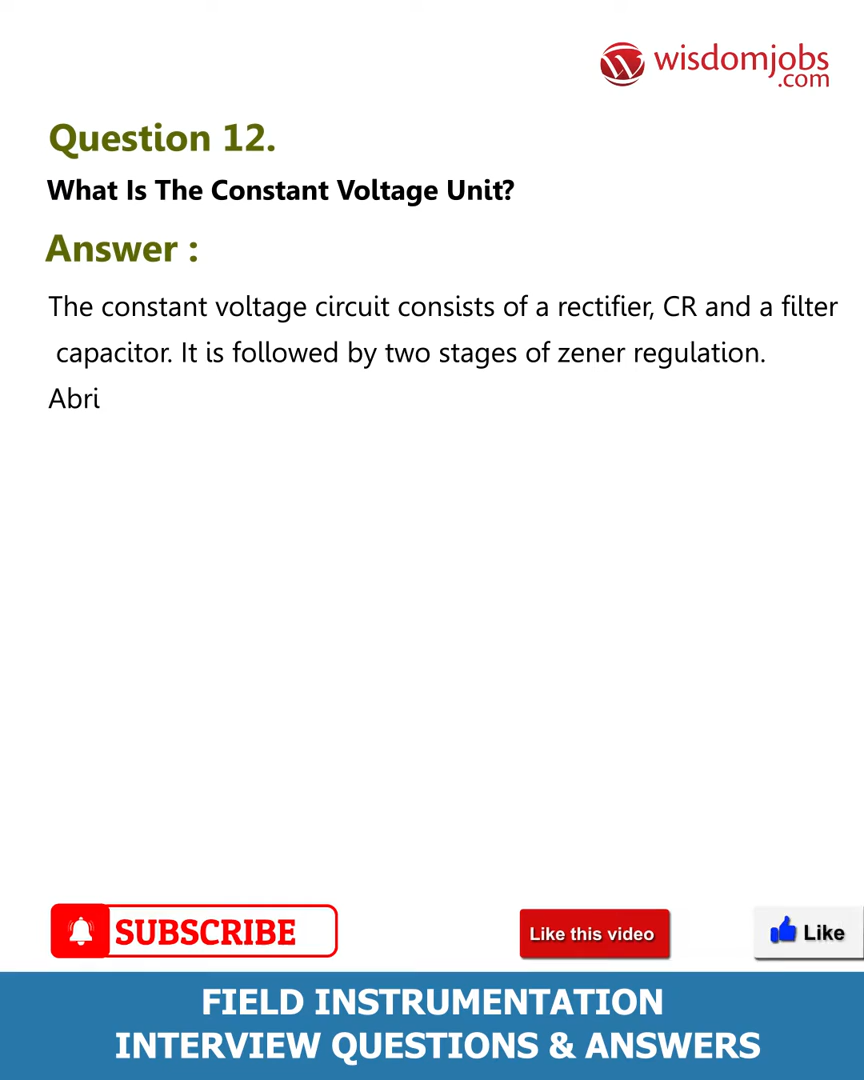 wisdomjobs
.com
Question 12.
What Is The Constant Voltage Unit?
Answer :
The constant voltage circuit consists of a rectifier, CR and a filter
capacitor. It is followed by two stages of zener regulation.
Abri
SUBSCRIBE
Like this video
Like
FIELD INSTRUMENTATION
INTERVIEW QUESTIONS & ANSWERS